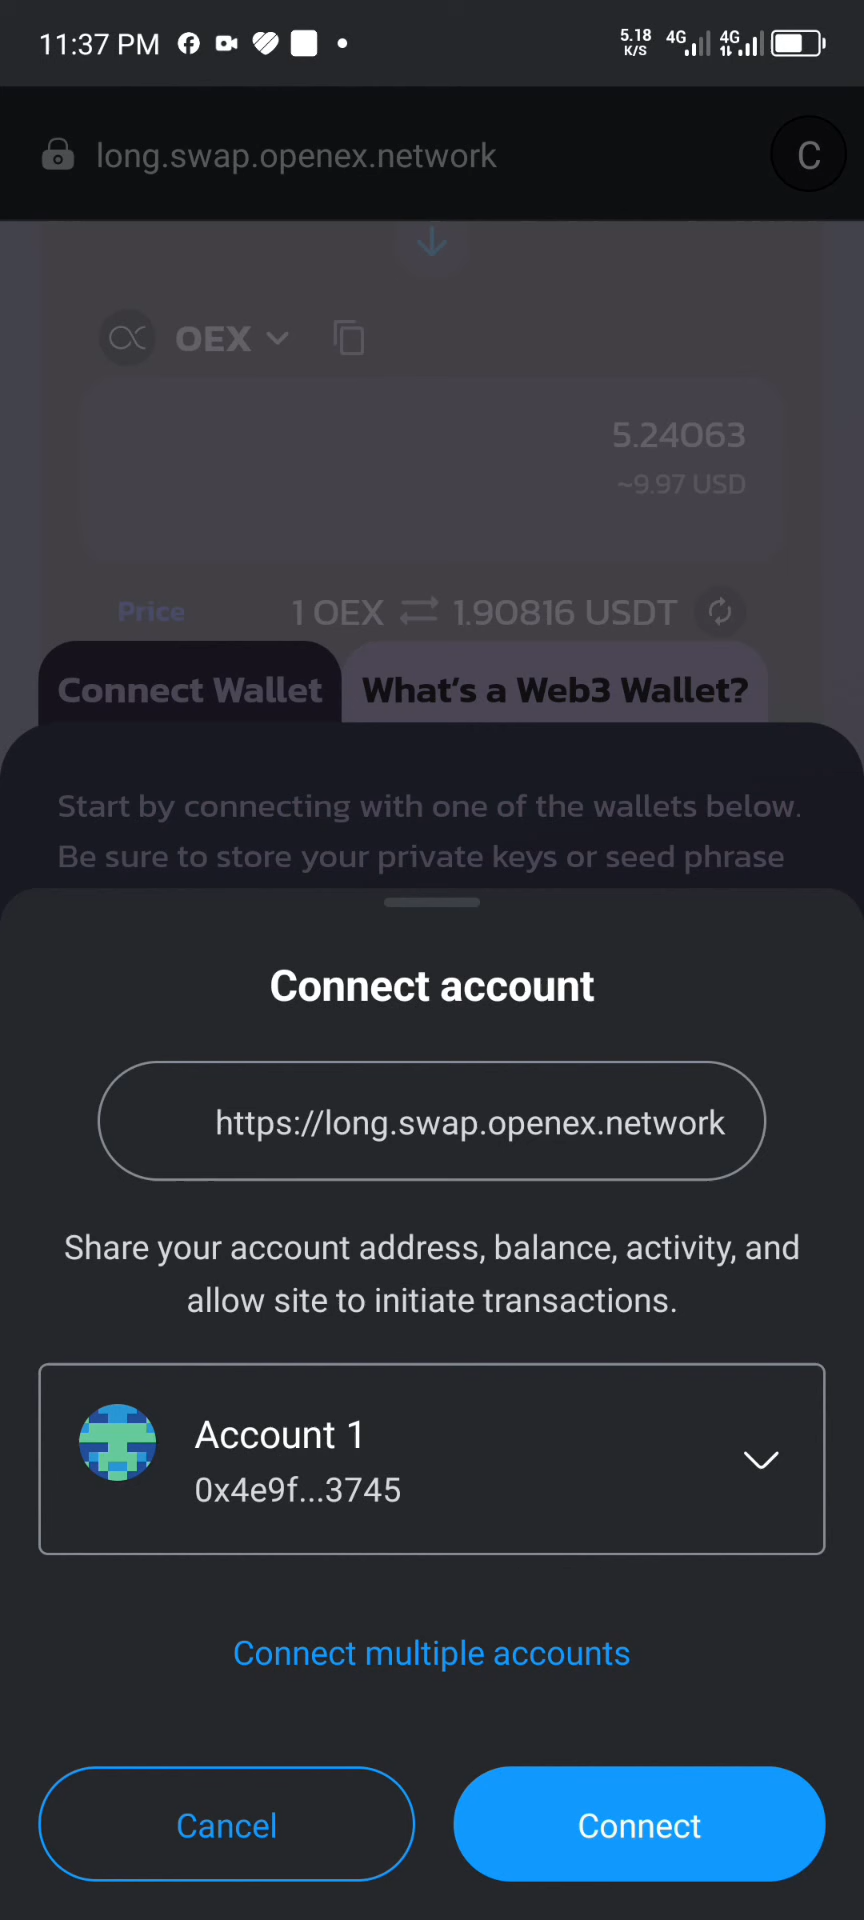 11:37 PM
5.18 K/S 4G 4G
long.swap.openex.network
C
OEX
5.24063
~9.97 USD
Price 1 OEX 1.90816 USDT
Connect Wallet What's a Web3 Wallet?
Start by connecting with one of the wallets below.
Be sure to store your private keys or seed phrase
Connect account
https://long.swap.openex.network
Share your account address, balance, activity, and
allow site to initiate transactions.
Account 1
0x4e9f...3745
Connect multiple accounts
Cancel Connect